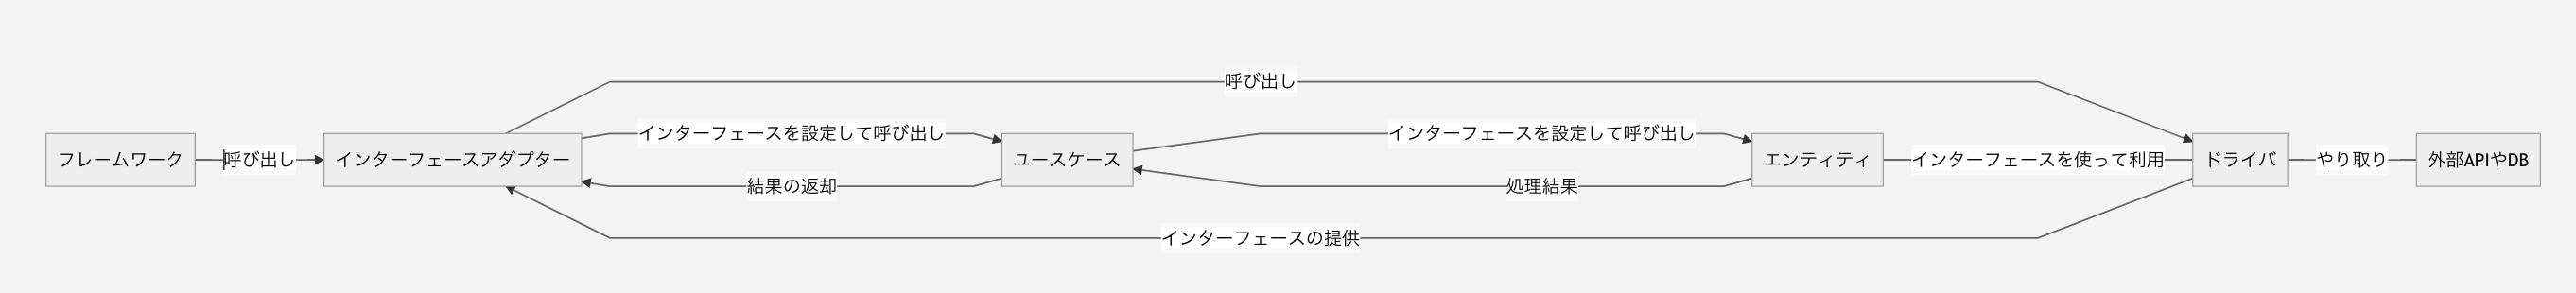 呼び出し
インターフェースを設定して呼び出し
インターフェースを設定して呼び出し
フレームワーク
呼び出し
インターフェースアダプター
ユースケース
エンティティ
インターフェースを使って利用
ドライバ
やり取り
外部APIやDB
結果の返却
処理結果
インターフェースの提供